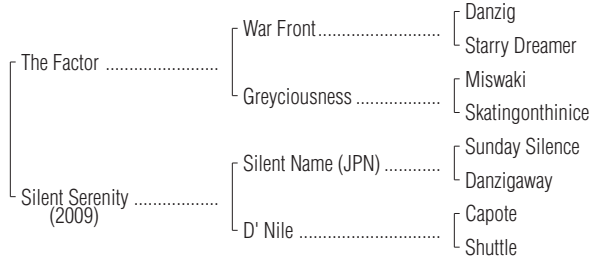 Danzig
War Front........................
Starry Dreamer
The Factor ......................
Miswaki
Greyciousness .................
Skatingonthinice
Sunday Silence
Silent Name (JPN) ...........
Danzigaway
Silent Serenity .................
(2009)
Capote
D' Nile ............................
Shuttle